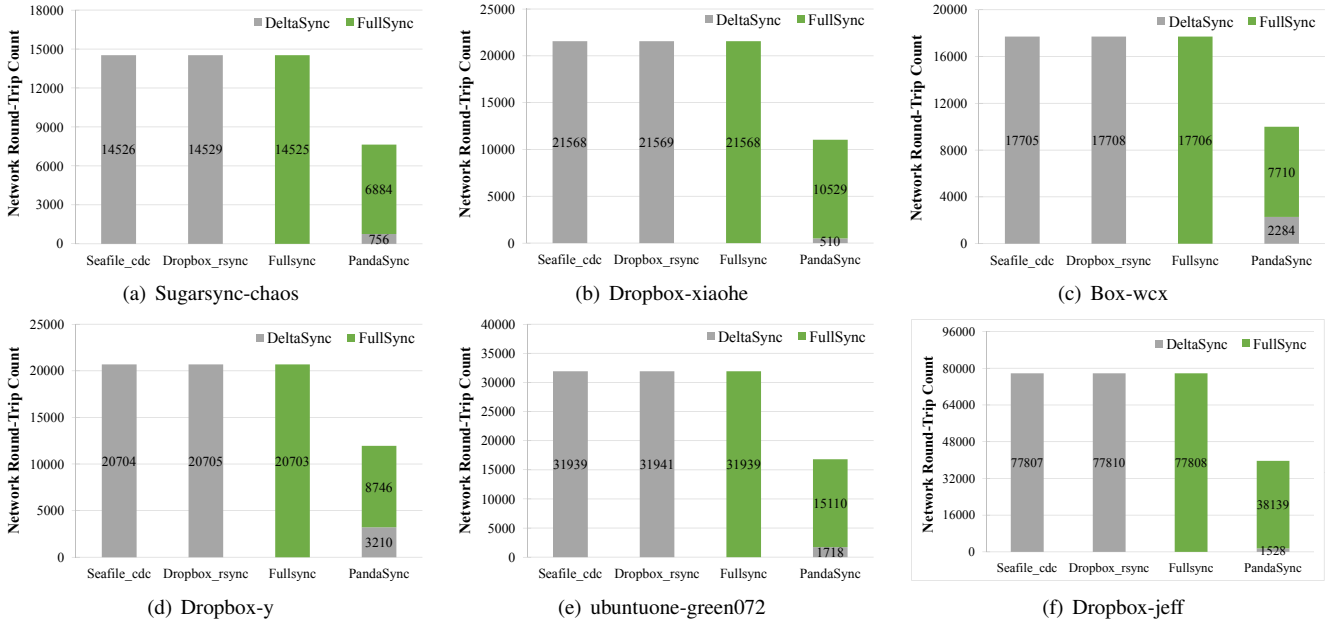 DeltaSync FullSync
Network Round-Trip Count
18000
15000
12000
9000
6000
3000
0
14526 14529 14525 6884
756
Seafile_cdc Dropbox_rsync Fullsync PandaSync
(a) Sugarsync-chaos
DeltaSync FullSync
Network Round-Trip Count
25000
20000
15000
10000
5000
0
21568 21569 21568 10529
510
Seafile_cdc Dropbox_rsync Fullsync PandaSync
(b) Dropbox-xiaohe
DeltaSync FullSync
Network Round-Trip Count
20000
16000
12000
8000
4000
0
17705 17708 17706 7710
2284
Seafile_cdc Dropbox_rsync Fullsync PandaSync
(c) Box-wcx
DeltaSync FullSync
Network Round-Trip Count
25000
20000
15000
10000
5000
0
20704 20705 20703 8746
3210
Seafile_cdc Dropbox_rsync Fullsync PandaSync
(d) Dropbox-y
DeltaSync FullSync
Network Round-Trip Count
40000
35000
30000
25000
20000
15000
10000
5000
0
31939 31941 31939 15110
1718
Seafile_cdc Dropbox_rsync Fullsync PandaSync
(e) ubuntuone-green072
DeltaSync FullSync
Network Round-Trip Count
96000
80000
64000
48000
32000
16000
0
77807 77810 77808 38139
1528
Seafile_cdc Dropbox_rsync Fullsync PandaSync
(f) Dropbox-jeff